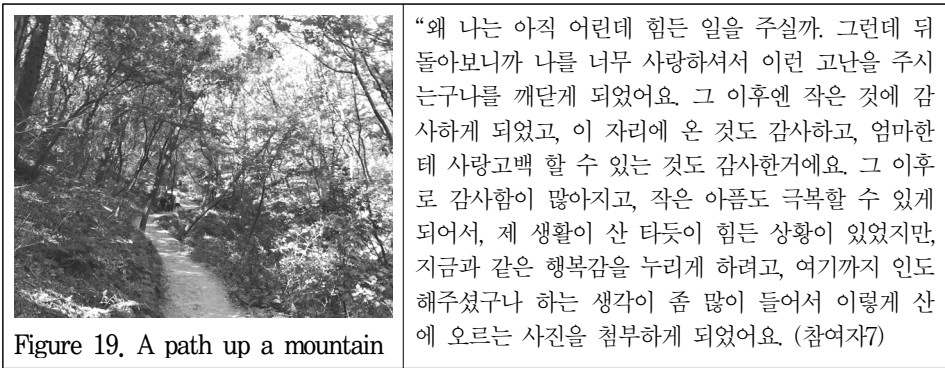 “왜 나는 아직 어린데 힘든 일을 주실까. 그런데 뒤
돌아보니까 나를 너무 사랑하셔서 이런 고난을 주시
는구나를 깨닫게 되었어요. 그 이후엔 작은 것에 감
사하게 되었고, 이 자리에 온 것도 감사하고, 엄마한
테 사랑고백 할 수 있는 것도 감사한거에요. 그 이후
로 감사함이 많아지고, 작은 아픔도 극복할 수 있게
되어서, 제 생활이 산 타듯이 힘든 상황이 있었지만,
지금과 같은 행복감을 누리게 하려고, 여기까지 인도
해주셨구나 하는 생각이 좀 많이 들어서 이렇게 산
에 오르는 사진을 첨부하게 되었어요. (참여자7)
Figure 19. A path up a mountain